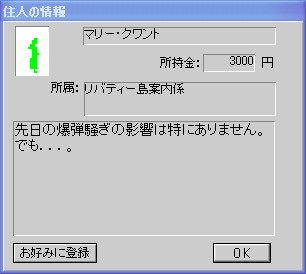 住人の情報
マリー・クワント
所持金: 3000 円
所属: リバティー島案内係
先日の爆弾騒ぎの影響は特にありません。
でも．．．。
お好みに登録 OK